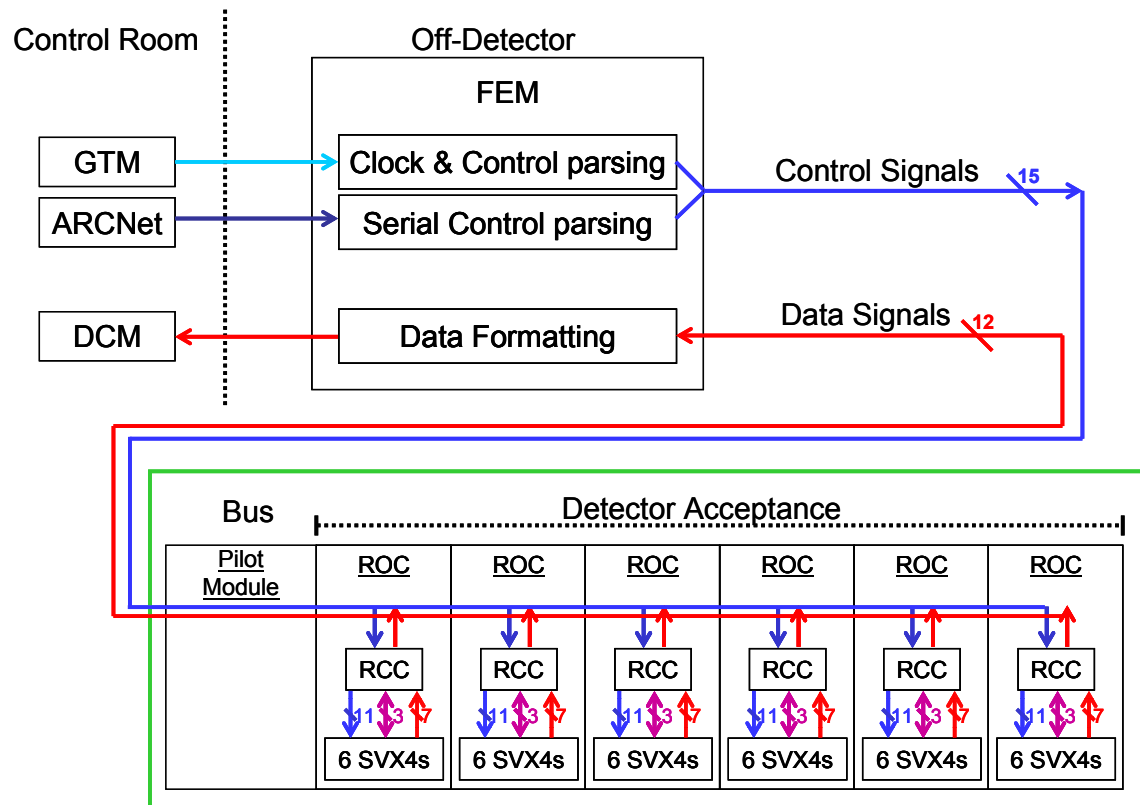 Control Room
Off-Detector
FEM
GTM
Clock & Control parsing
Control Signals
15
ARCNet
Serial Control parsing
DCM
Data Formatting
Data Signals
12
Bus
Detector Acceptance
Pilot
Module
ROC
ROC
ROC
ROC
ROC
ROC
RCC
RCC
RCC
RCC
RCC
RCC
11 3 7
11 3 7
11 3 7
11 3 7
11 3 7
11 3 7
6 SVX4s
6 SVX4s
6 SVX4s
6 SVX4s
6 SVX4s
6 SVX4s